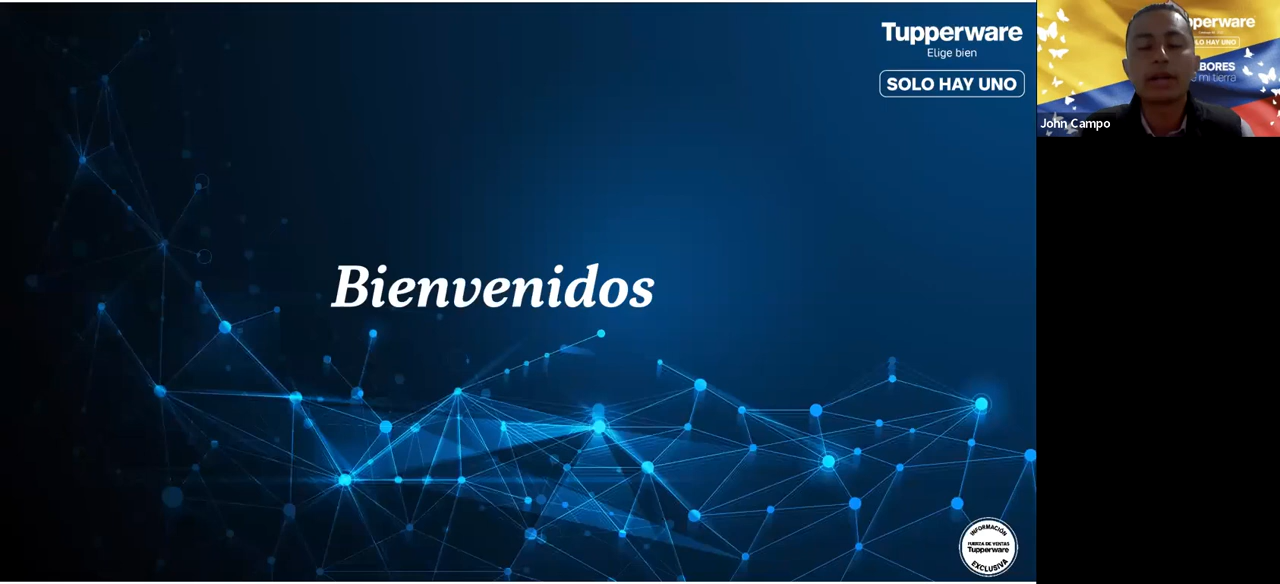 Tupperware
Elige bien
SOLO HAY UNO
Bienvenidos
INFORMACIÓN
FUERZA DE VENTAS
Tupperware
EXCLUSIVA
pperware
LO HAY UNO
BORES
mi tierra
John Campo